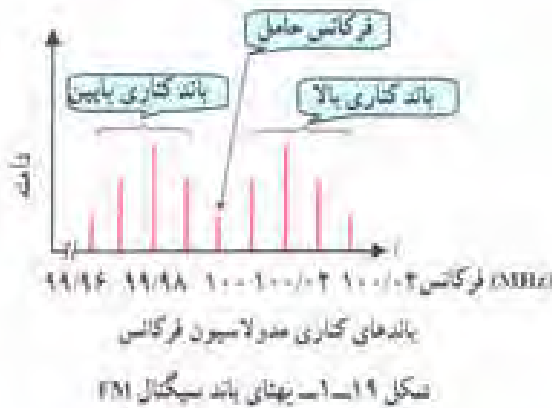 فرکانس حامل
باند کناری پایین
باند کناری بالا
دامنه
f
۹۹/۹۶ ۹۹/۹۸ ۱۰۰ ۱۰۰/۰۲ ۱۰۰/۰۴ فرکانس (MHz)
باندهای کناری مدولاسیون فرکانس
شکل ۱۹ــ۱ــ پهنای باند سیگنال FM